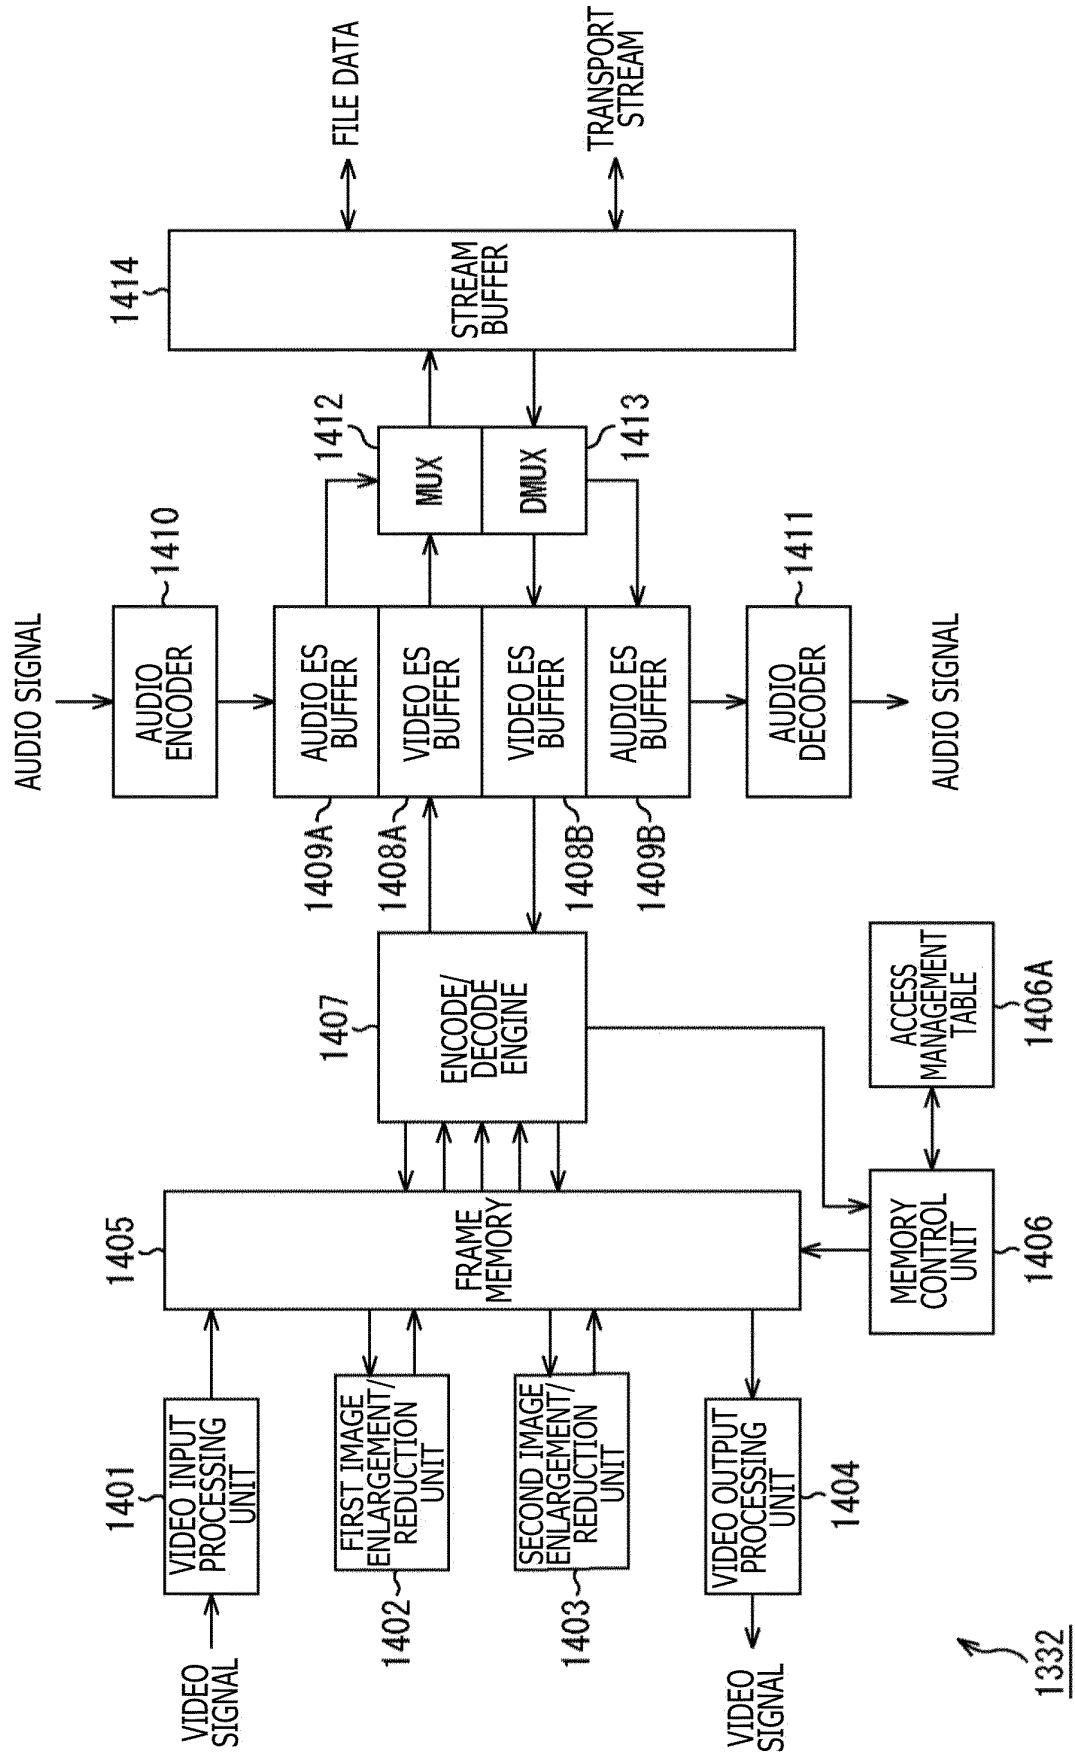 1332
VIDEO
SIGNAL
1401
VIDEO INPUT
PROCESSING
UNIT
1402
FIRST IMAGE
ENLARGEMENT/
REDUCTION
UNIT
1403
SECOND IMAGE
ENLARGEMENT/
REDUCTION
UNIT
1404
VIDEO OUTPUT
PROCESSING
UNIT
VIDEO
SIGNAL
1405
FRAME
MEMORY
1406
MEMORY
CONTROL
UNIT
1406A
ACCESS
MANAGEMENT
TABLE
1407
ENCODE/
DECODE
ENGINE
AUDIO SIGNAL
1410
AUDIO
ENCODER
1409A
AUDIO ES
BUFFER
1408A
VIDEO ES
BUFFER
1408B
VIDEO ES
BUFFER
1409B
AUDIO ES
BUFFER
1411
AUDIO
DECODER
AUDIO SIGNAL
1412
MUX
1413
DMUX
1414
STREAM
BUFFER
FILE DATA
TRANSPORT
STREAM